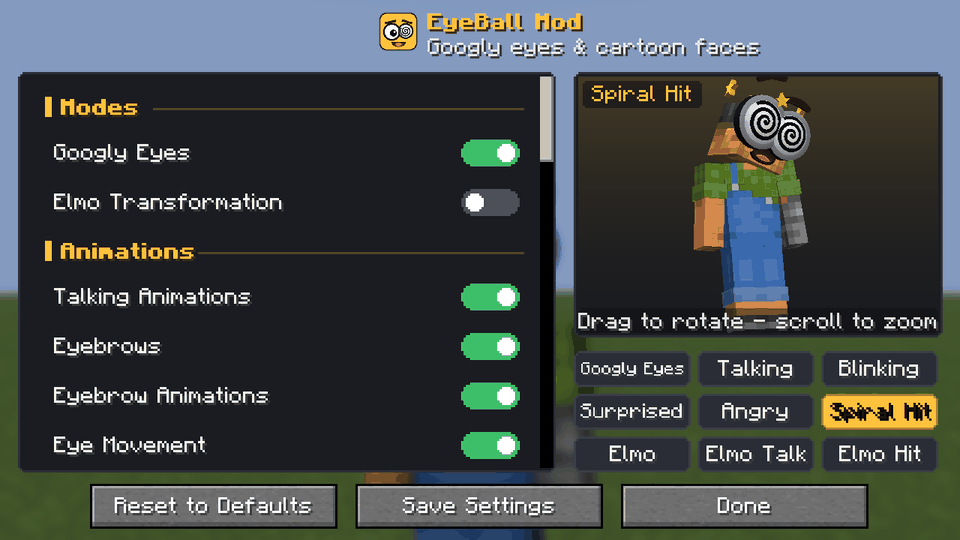 EyeBall Mod
Googly eyes & cartoon faces
Modes
Googly Eyes
Elmo Transformation
Animations
Talking Animations
Eyebrows
Eyebrow Animations
Eye Movement
Spiral Hit
Drag to rotate - scroll to zoom
Googly Eyes
Talking
Blinking
Surprised
Angry
Spiral Hit
Elmo
Elmo Talk
Elmo Hit
Reset to Defaults
Save Settings
Done